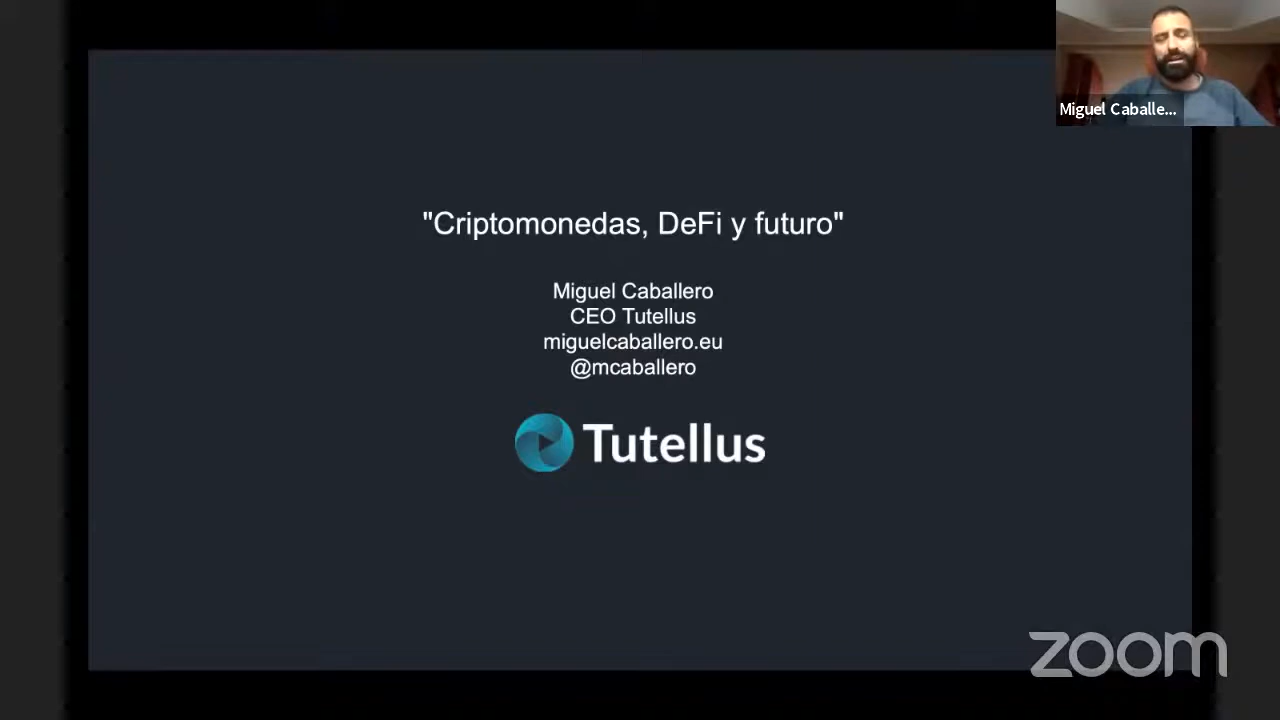 Miguel Caballe...
"Criptomonedas, DeFi y futuro"
Miguel Caballero
CEO Tutellus
miguelcaballero.eu
@mcaballero
Tutellus
zoom